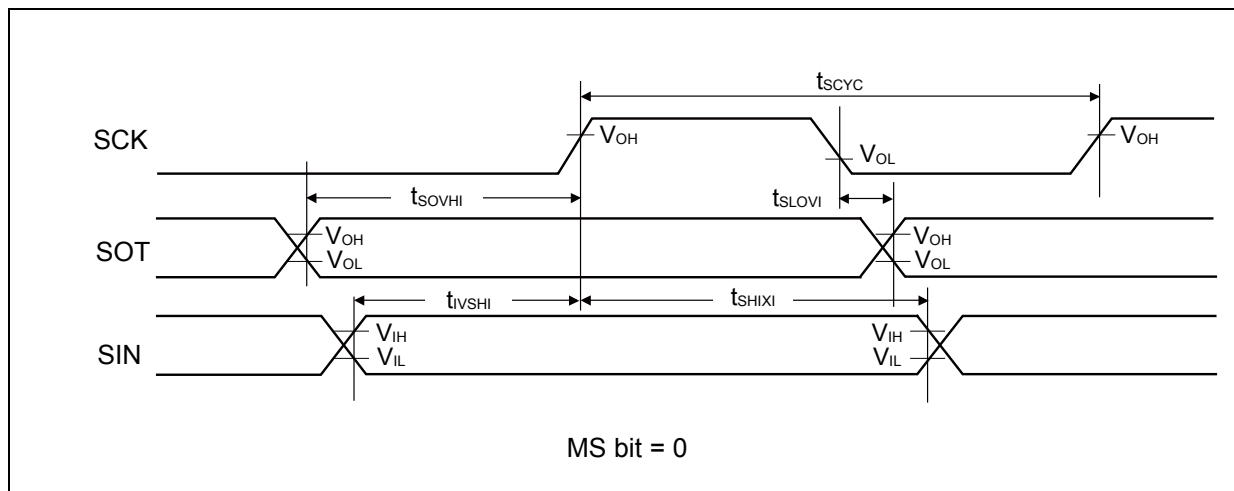 tSCYC
SCK
VOH
VOL
VOH
tSOVHI
tSLOVI
SOT
VOH
VOL
VOH
VOL
tIVSHI
tSHIXI
SIN
VIH
VIL
VIH
VIL
MS bit = 0